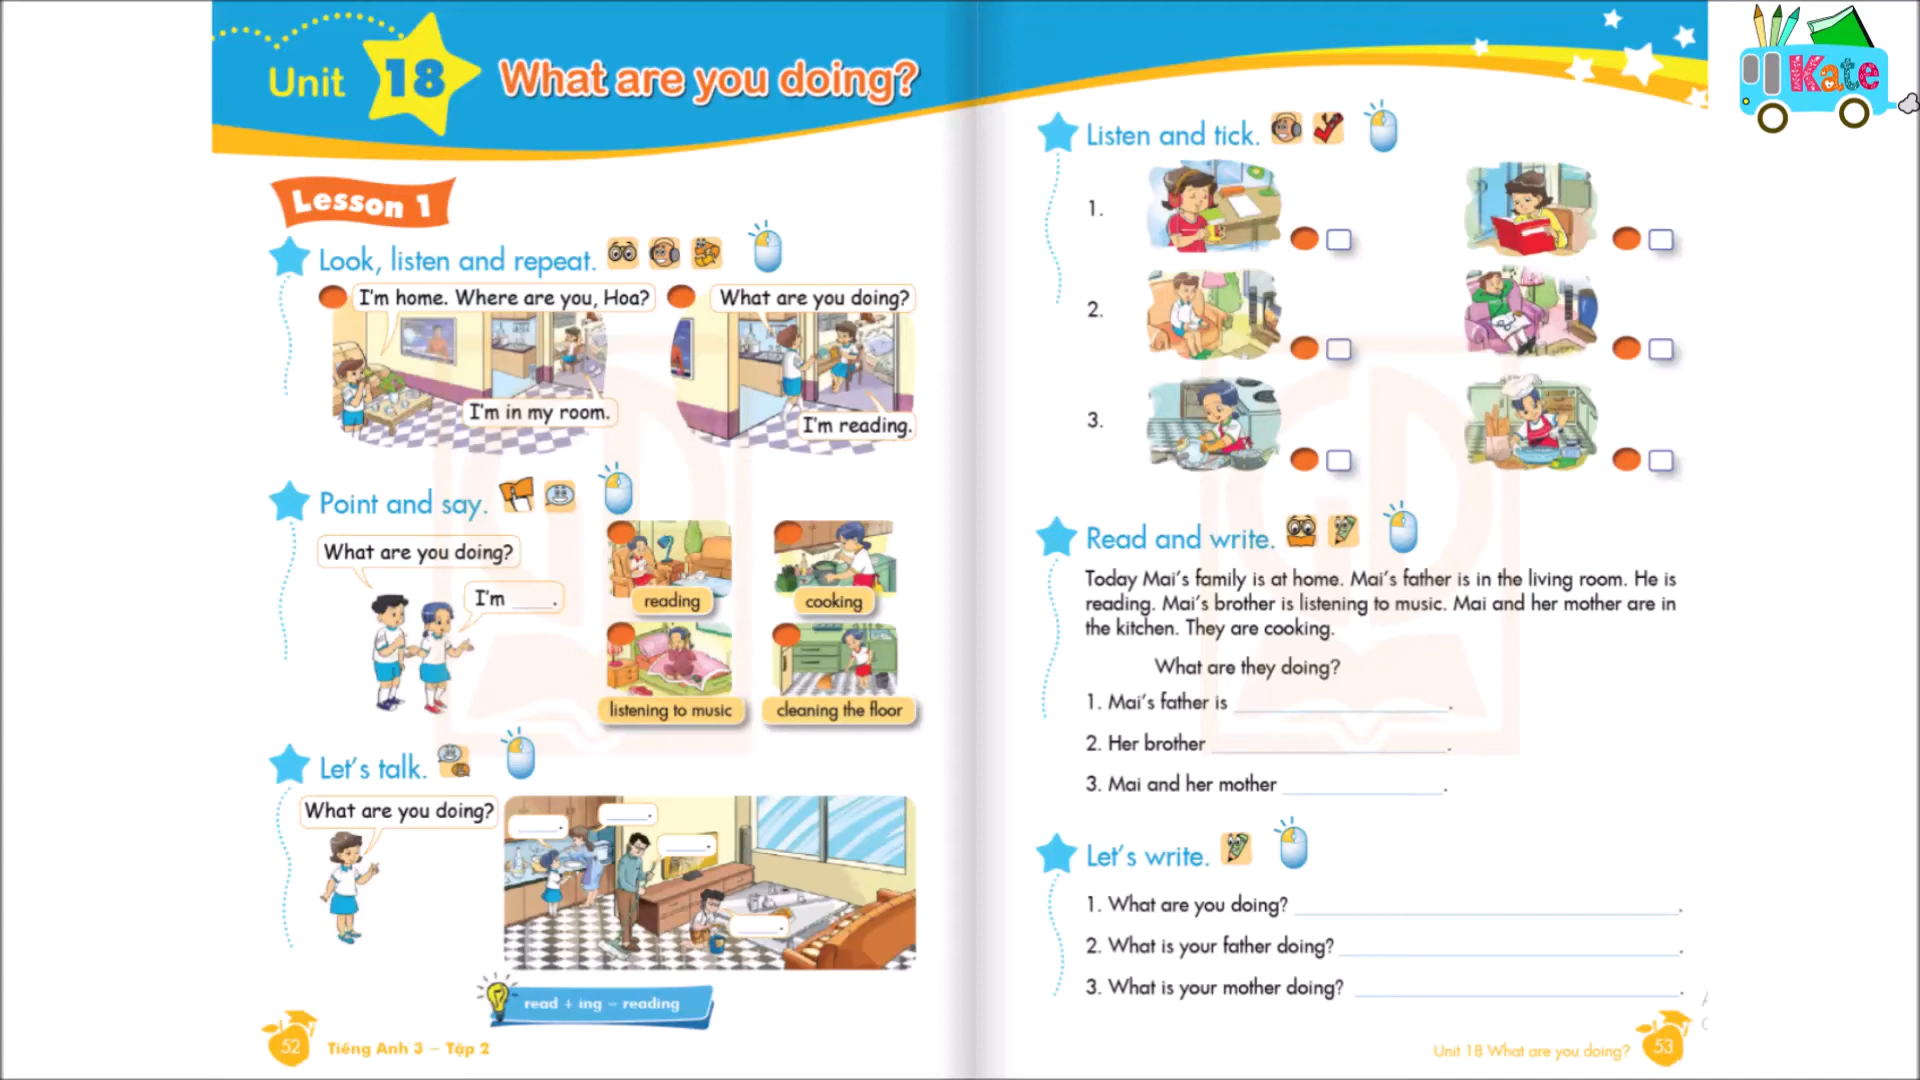 Unit 18 What are you doing?
Lesson 1
Look, listen and repeat.
I'm home. Where are you, Hoa?
I'm in my room.
What are you doing?
I'm reading.
Point and say.
What are you doing?
I'm ____.
reading
cooking
listening to music
cleaning the floor
Let's talk.
What are you doing?
____.
____.
____.
____.
read + ing = reading
52 Tiếng Anh 3 – Tập 2
Kate
Listen and tick.
1.
2.
3.
Read and write.
Today Mai's family is at home. Mai's father is in the living room. He is
reading. Mai's brother is listening to music. Mai and her mother are in
the kitchen. They are cooking.
What are they doing?
1. Mai's father is ____________________.
2. Her brother ____________________.
3. Mai and her mother ____________________.
Let's write.
1. What are you doing? ____________________.
2. What is your father doing? ____________________.
3. What is your mother doing? ____________________.
Unit 18 What are you doing? 53